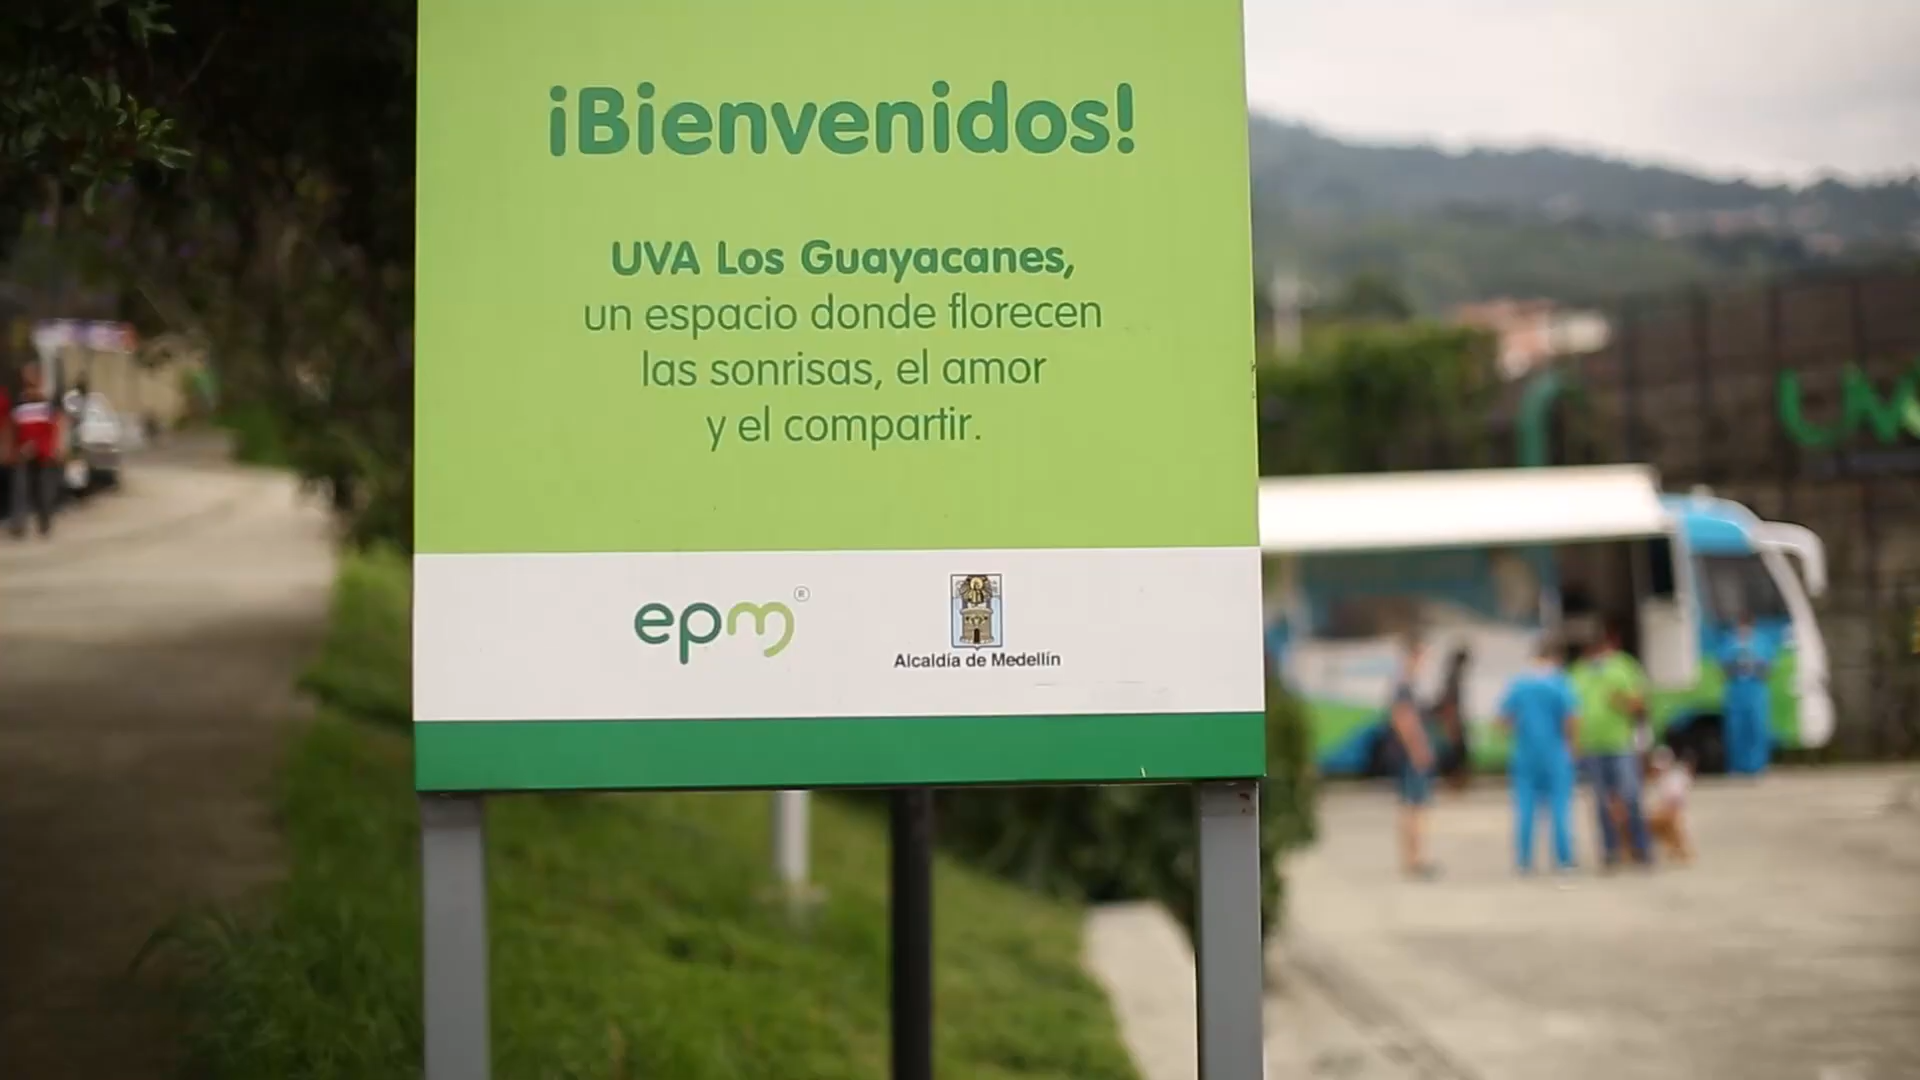 ¡Bienvenidos!
UVA Los Guayacanes,
un espacio donde florecen
las sonrisas, el amor
y el compartir.
epm®
Alcaldía de Medellín